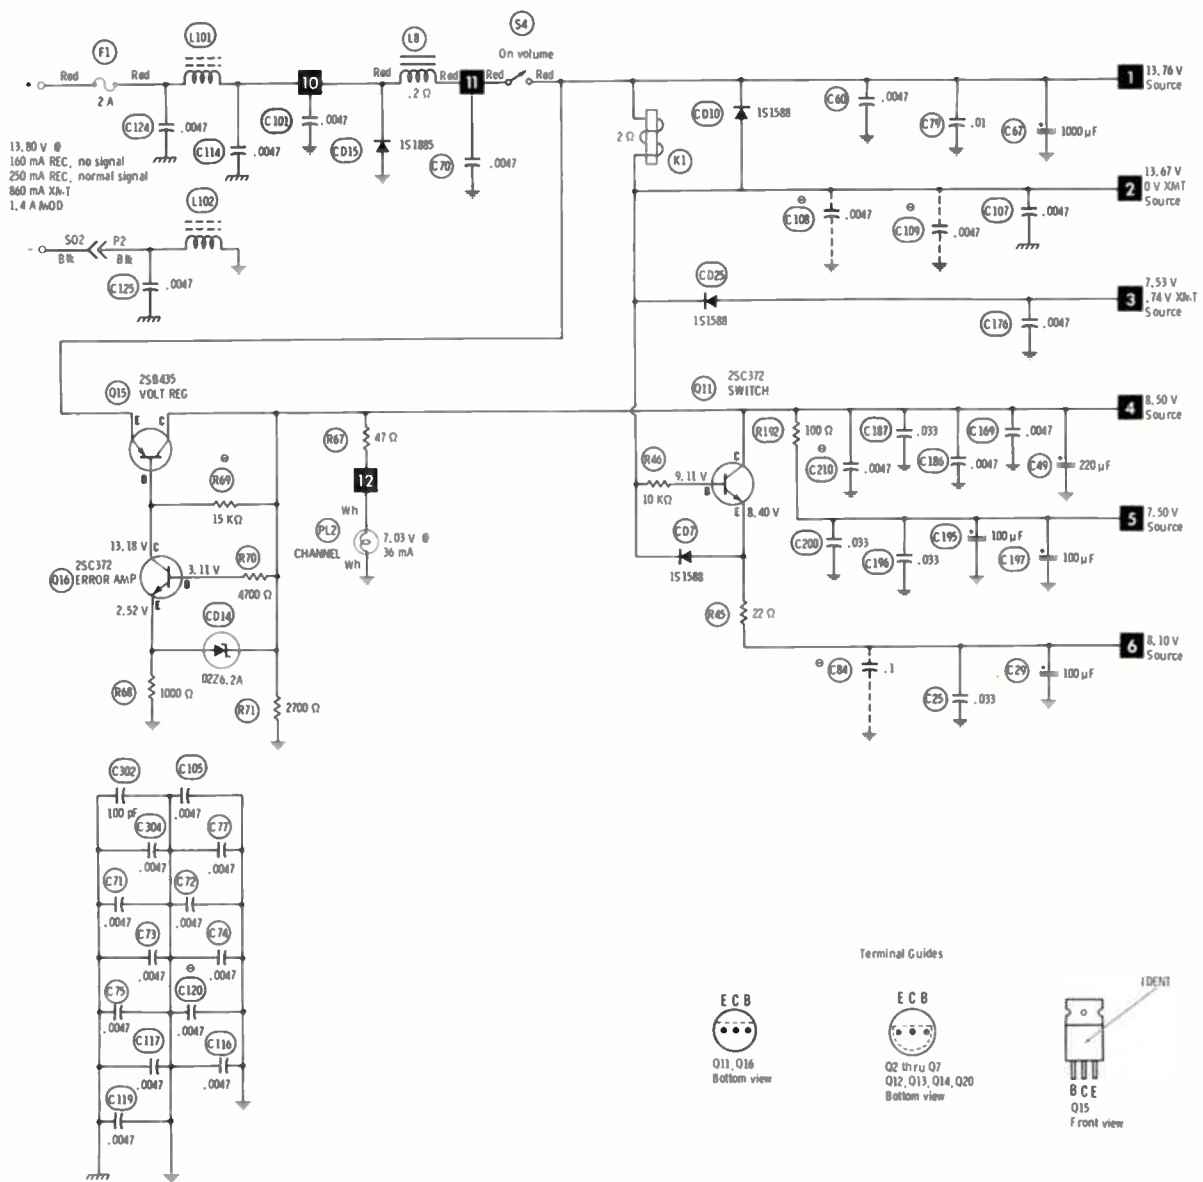 F1
Red
Red
2 A
L101
C124
.0047
C114
.0047
10
C101
.0047
Red
CD15
1S1885
L8
.2 Ω
Red
11
Red
S4
On volume
Red
C70
.0047
13.80 V @
160 mA REC, no signal
250 mA REC, normal signal
860 mA XMT
1.4 A MOD
L102
SO2
P2
Blk
Blk
C125
.0047
2 Ω
K1
CD10
1S1588
C60
.0047
C79
.01
C67
1000 µF
1
13.76 V
Source
2
13.67 V
0 V XMT
Source
C108
.0047
C109
.0047
C107
.0047
CD25
1S1588
3
7.53 V
.74 V XMT
Source
C176
.0047
Q15
2SB435
VOLT REG
E
C
B
R69
15 KΩ
13.18 V
C
2SC372
Q16
ERROR AMP
3.11 V
B
R70
4700 Ω
2.52 V
E
CD14
02Z6.2A
R68
1000 Ω
R71
2700 Ω
R67
47 Ω
12
Wh
PL2
CHANNEL
7.03 V @
36 mA
Wh
Q11
2SC372
SWITCH
R46
9.11 V
10 KΩ
C
B
E
8.40 V
CD7
1S1588
R45
22 Ω
R192
100 Ω
C210
.0047
C187
.033
C186
.0047
C169
.0047
C49
220 µF
4
8.50 V
Source
5
7.50 V
Source
C200
.033
C196
.033
C195
100 µF
C197
100 µF
6
8.10 V
Source
C84
.1
C25
.033
C29
100 µF
C302
100 pF
C105
.0047
C304
.0047
C77
.0047
C71
.0047
C72
.0047
C73
.0047
C74
.0047
C75
.0047
C120
.0047
C117
.0047
C116
.0047
C119
.0047
Terminal Guides
E C B
Q11, Q16
Bottom view
E C B
Q2 thru Q7
Q12, Q13, Q14, Q20
Bottom view
IDENT
B C E
Q15
Front view